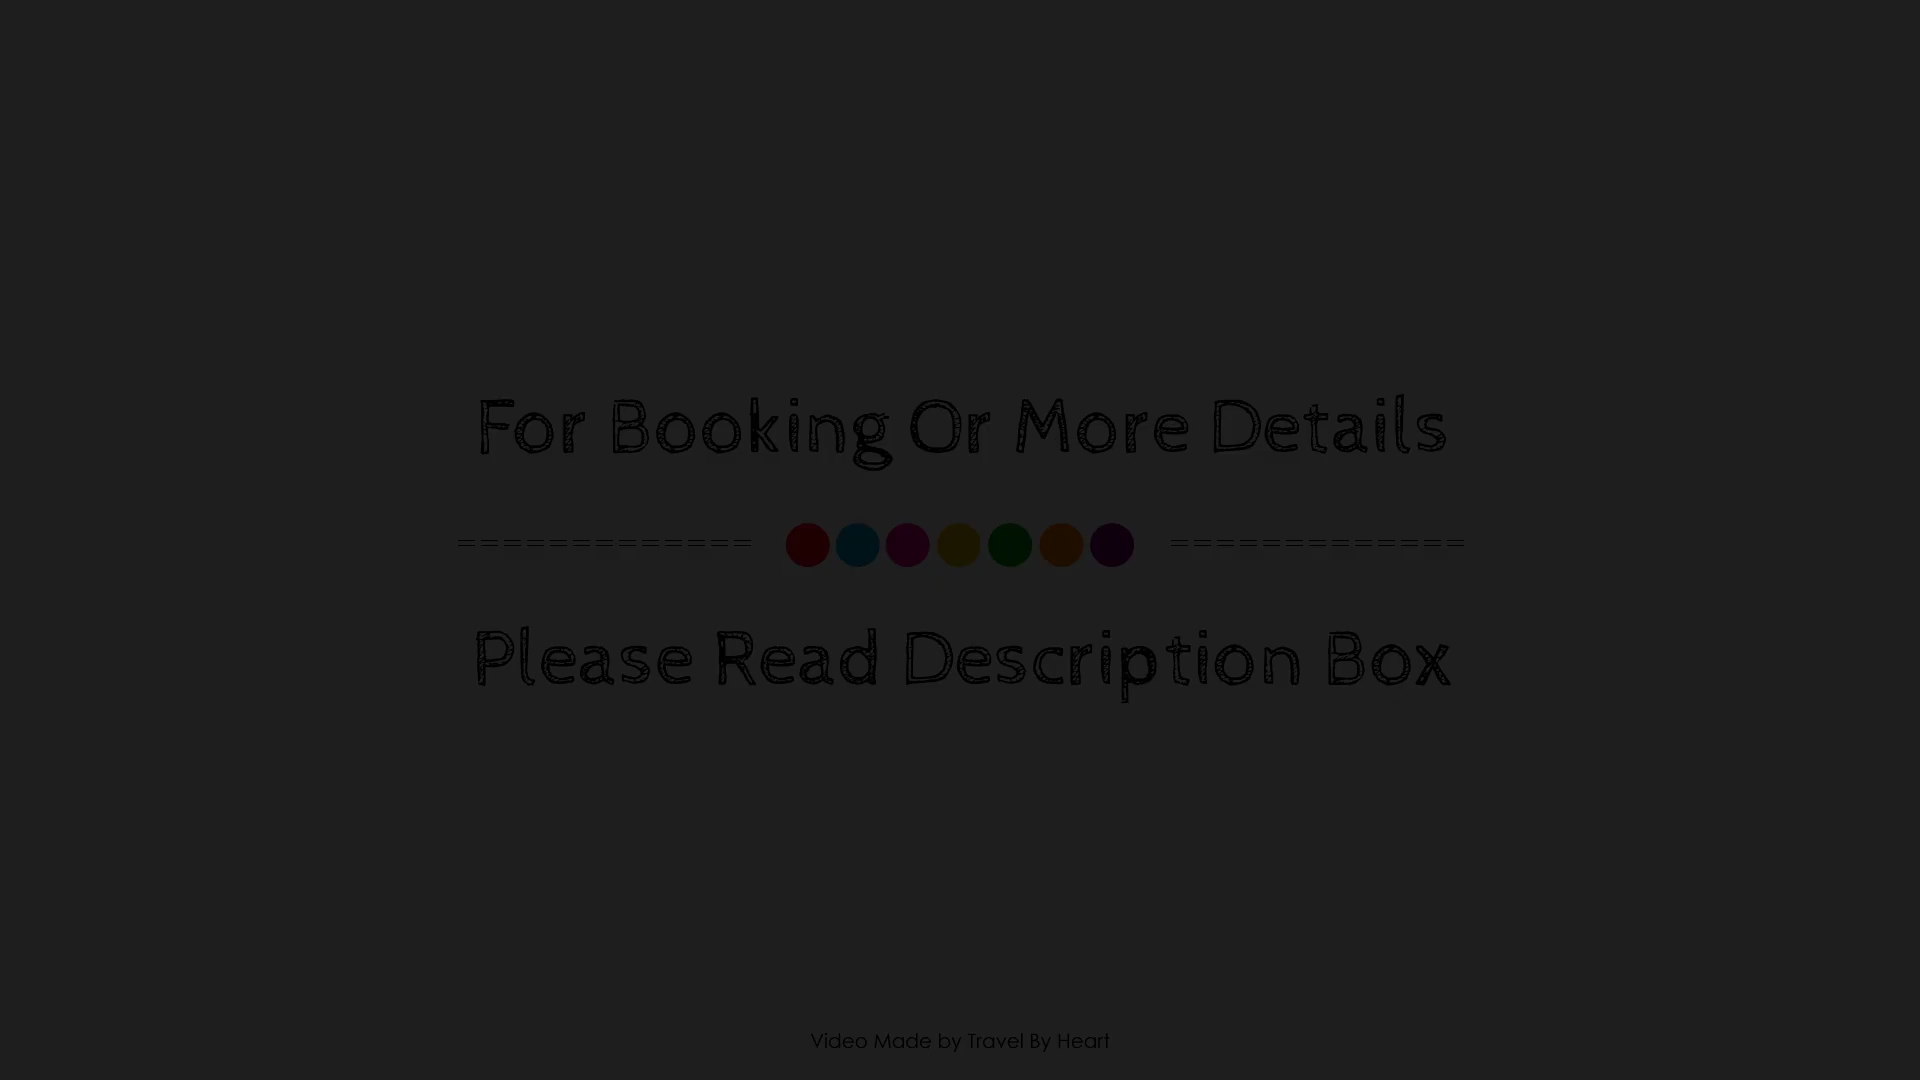 For Booking Or More Details
============= =============
Please Read Description Box
Video Made by Travel By Heart